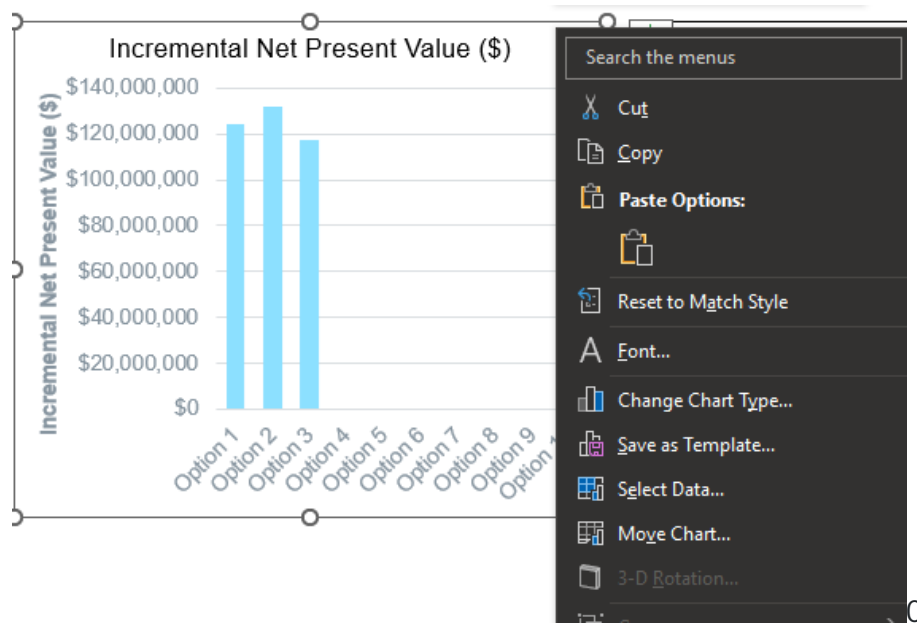 Incremental Net Present Value ($)
Incremental Net Present Value ($)
$140,000,000
$120,000,000
$100,000,000
$80,000,000
$60,000,000
$40,000,000
$20,000,000
$0
Option 1
Option 2
Option 3
Option 4
Option 5
Option 6
Option 7
Option 8
Option 9
Option 1
Search the menus
Cut
Copy
Paste Options:
Reset to Match Style
Font...
Change Chart Type...
Save as Template...
Select Data...
Move Chart...
3-D Rotation...